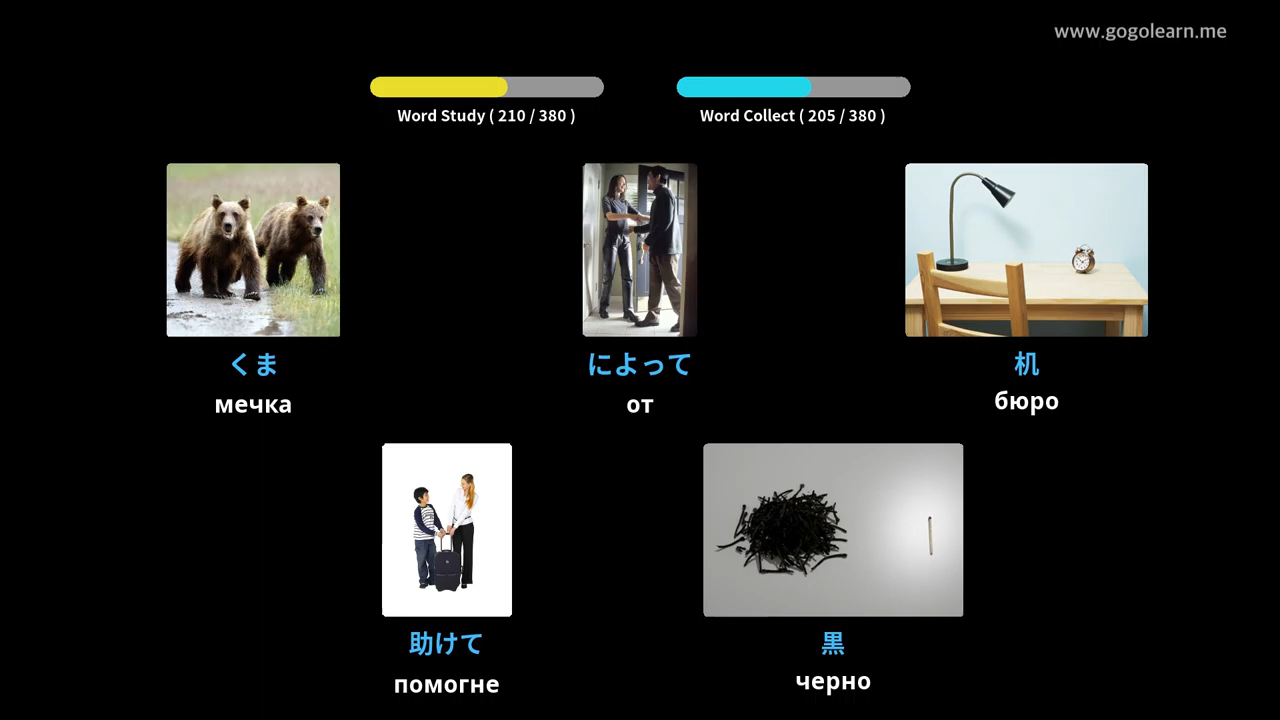 www.gogolearn.me
Word Study ( 210 / 380 )
Word Collect ( 205 / 380 )
くま
мечка
によって
от
机
бюро
助けて
помогне
黒
черно